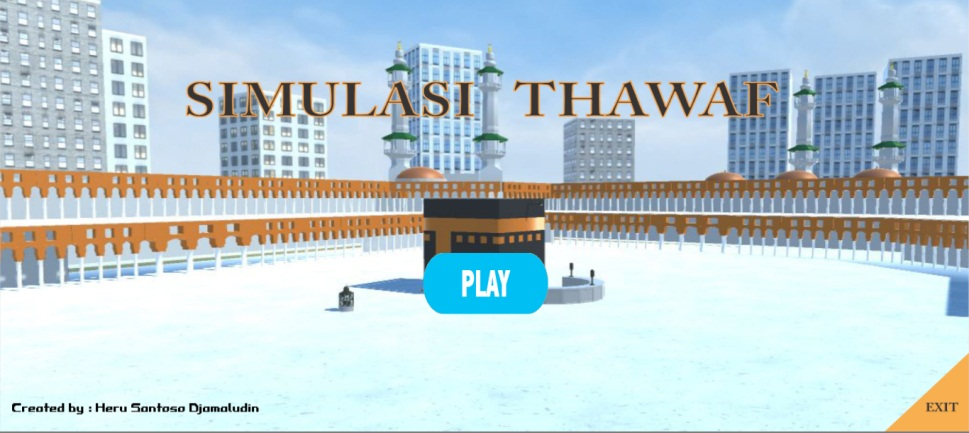 SIMULASI THAWAF
PLAY
Created by : Heru Santoso Djamaludin
EXIT